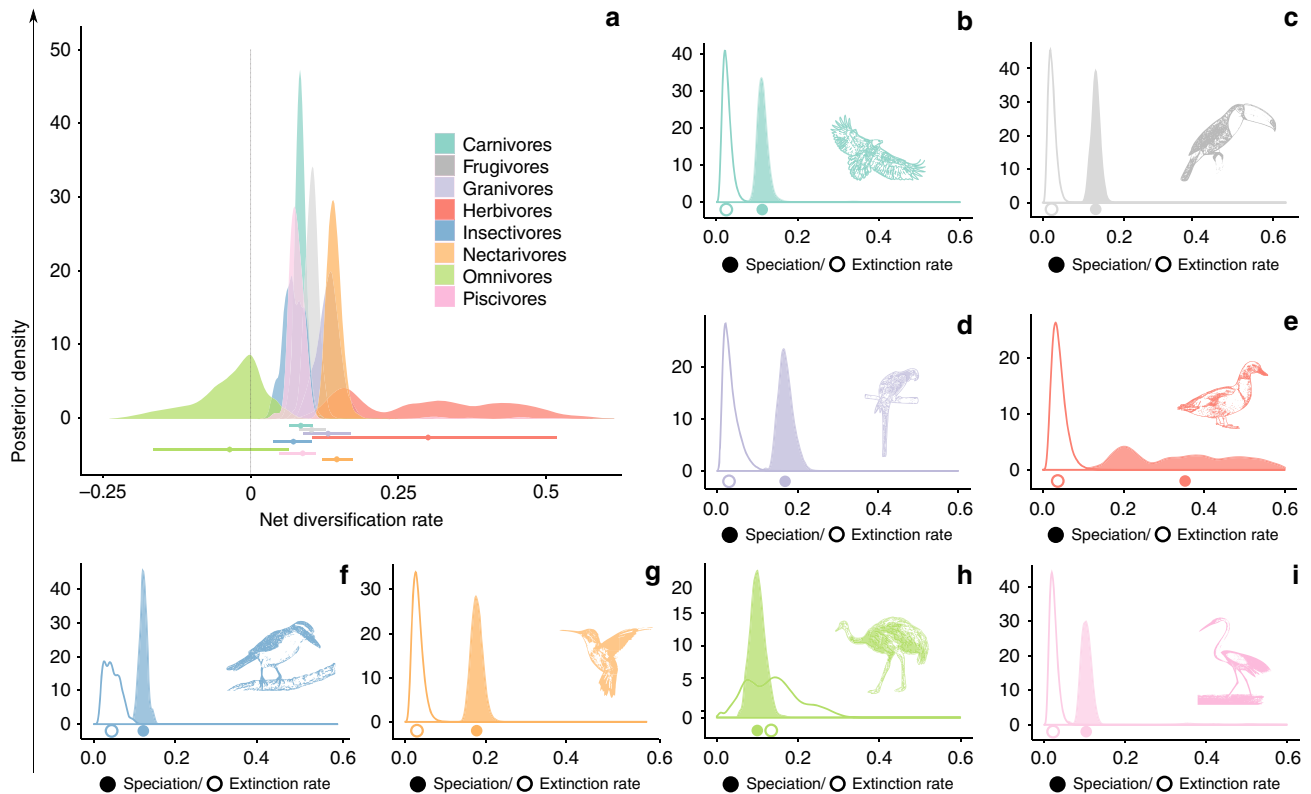 a
50
40
30
20
10
0
Posterior density
−0.25
0
0.25
0.5
Net diversification rate
Carnivores
Frugivores
Granivores
Herbivores
Insectivores
Nectarivores
Omnivores
Piscivores
b
40
30
20
10
0
0.0 0.2 0.4 0.6
Speciation/ Extinction rate
c
40
30
20
10
0
0.0 0.2 0.4 0.6
Speciation/ Extinction rate
d
20
10
0
0.0 0.2 0.4 0.6
Speciation/ Extinction rate
e
20
10
0
0.0 0.2 0.4 0.6
Speciation/ Extinction rate
f
40
30
20
10
0
0.0 0.2 0.4 0.6
Speciation/ Extinction rate
g
30
20
10
0
0.0 0.2 0.4 0.6
Speciation/ Extinction rate
h
20
15
10
5
0
0.0 0.2 0.4 0.6
Speciation/ Extinction rate
i
40
30
20
10
0
0.0 0.2 0.4 0.6
Speciation/ Extinction rate